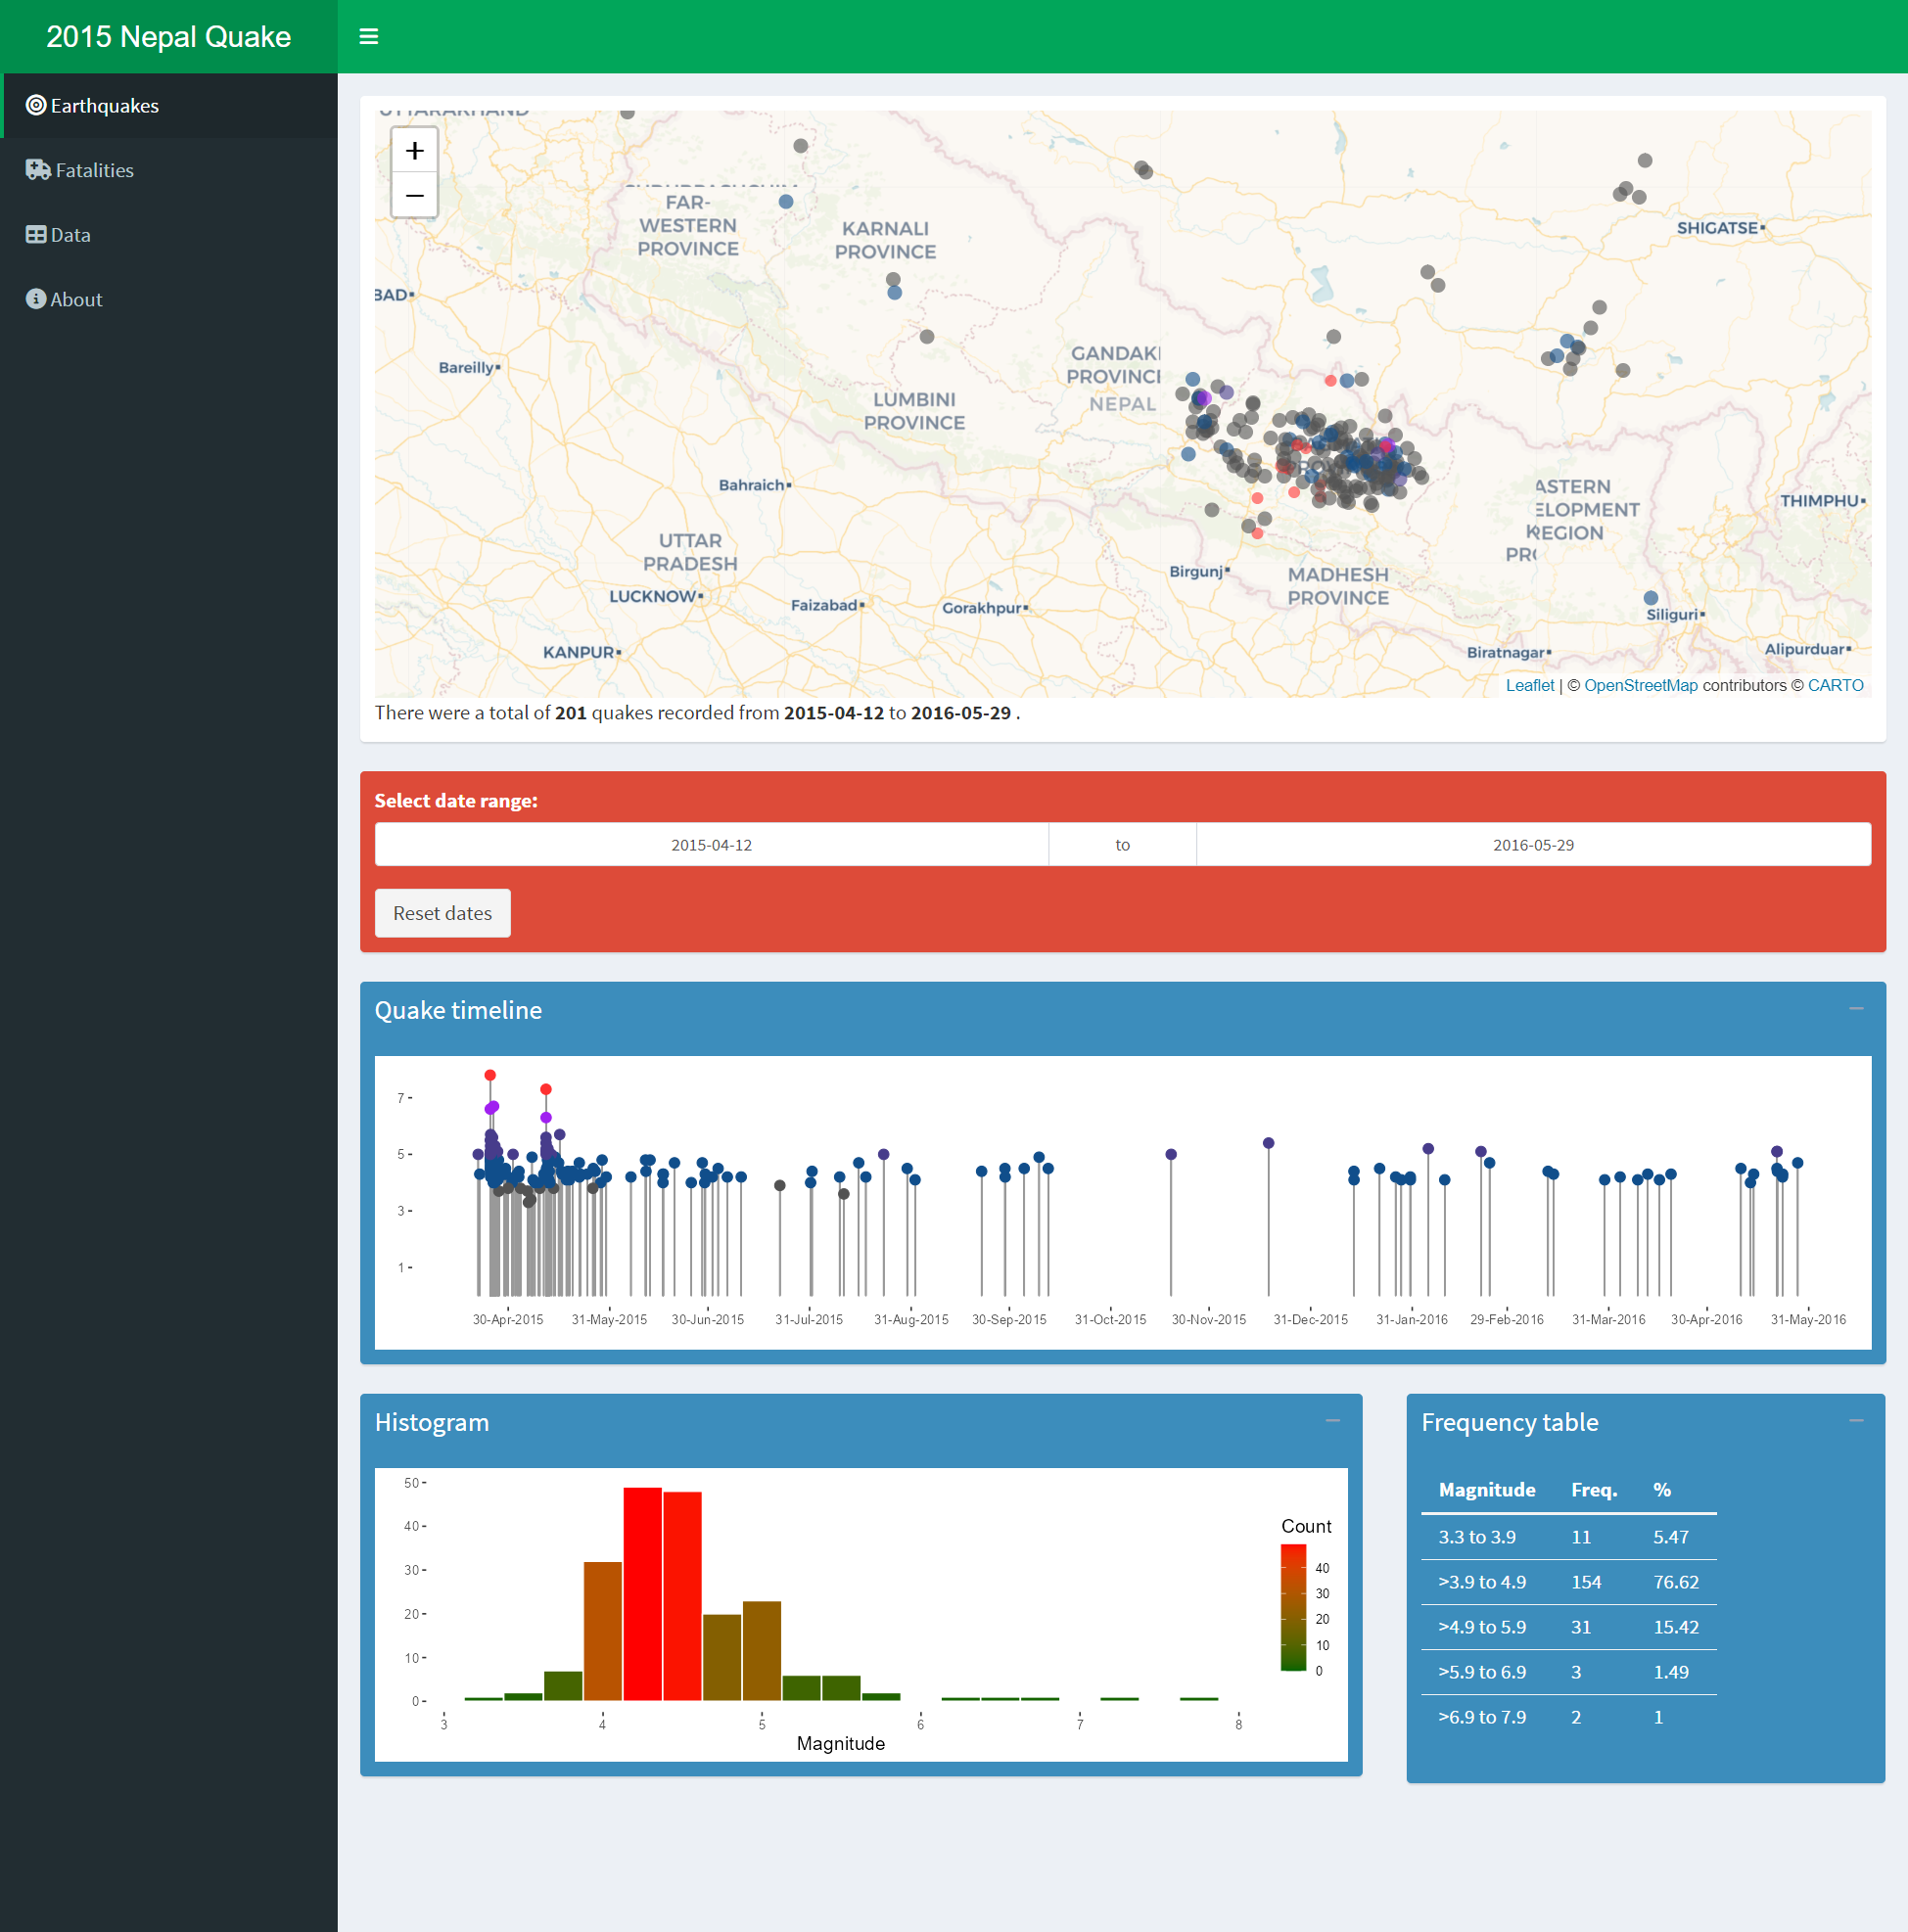 2015 Nepal Quake
Earthquakes
Fatalities
Data
About
+
−
FAR-
WESTERN
PROVINCE
KARNALI
PROVINCE
SHIGATSE
BAD
Bareilly
GANDAKI
PROVINCE
NEPAL
LUMBINI
PROVINCE
Bahraich
ASTERN
ELOPMENT
REGION
THIMPHU
UTTAR
PRADESH
Birgunj
MADHESH
PROVINCE
LUCKNOW
Faizabad
Gorakhpur
Siliguri
KANPUR
Biratnagar
Alipurduar
Leaflet | © OpenStreetMap contributors © CARTO
There were a total of 201 quakes recorded from 2015-04-12 to 2016-05-29 .
Select date range:
2015-04-12 to 2016-05-29
Reset dates
Quake timeline
7
5
3
1
30-Apr-2015 31-May-2015 30-Jun-2015 31-Jul-2015 31-Aug-2015 30-Sep-2015 31-Oct-2015 30-Nov-2015 31-Dec-2015 31-Jan-2016 29-Feb-2016 31-Mar-2016 30-Apr-2016 31-May-2016
Histogram
50
40
30
20
10
0
3 4 5 6 7 8
Magnitude
Count
40
30
20
10
0
Frequency table
Magnitude Freq. %
3.3 to 3.9 11 5.47
>3.9 to 4.9 154 76.62
>4.9 to 5.9 31 15.42
>5.9 to 6.9 3 1.49
>6.9 to 7.9 2 1